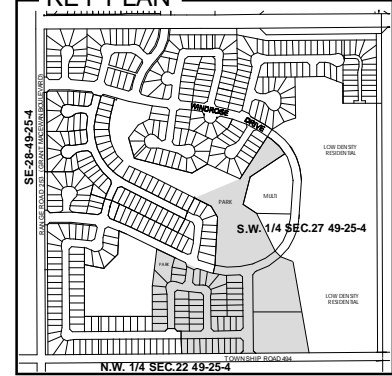 KEY PLAN
SE-28-49-25-4
RANGE ROAD 251 (GRANT MACEWAN BOULEVARD)
WINDROSE DRIVE
LOW DENSITY
RESIDENTIAL
PARK
MULTI
S.W. 1/4 SEC.27 49-25-4
PARK
LOW DENSITY
RESIDENTIAL
TOWNSHIP ROAD 494
N.W. 1/4 SEC.22 49-25-4